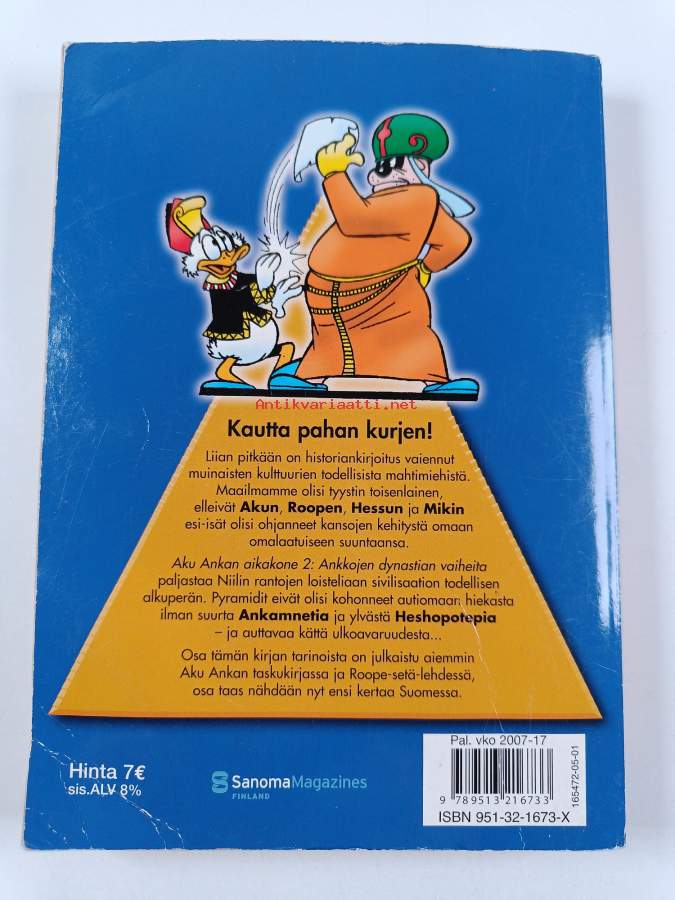 Antikvariaatti.net
Kautta pahan kurjen!
Liian pitkään on historiankirjoitus vaiennut
muinaisten kulttuurien todellisista mahtimiehistä.
Maailmamme olisi tyystin toisenlainen,
elleivät Akun, Roopen, Hessun ja Mikin
esi-isät olisi ohjanneet kansojen kehitystä omaan
omalaatuiseen suuntaansa.
Aku Ankan aikakone 2: Ankkojen dynastian vaiheita
paljastaa Niilin rantojen loisteliaan sivilisaation todellisen
alkuperän. Pyramidit eivät olisi kohonneet autiomaan hiekasta
ilman suurta Ankamnetia ja ylvästä Heshopotepia
– ja auttavaa kättä ulkoavaruudesta...
Osa tämän kirjan tarinoista on julkaistu aiemmin
Aku Ankan taskukirjassa ja Roope-setä-lehdessä,
osa taas nähdään nyt ensi kertaa Suomessa.
Hinta 7€
sis.ALV 8%
SanomaMagazines
FINLAND
Pal. vko 2007-17
9 789513 216733
ISBN 951-32-1673-X
165472-05-01